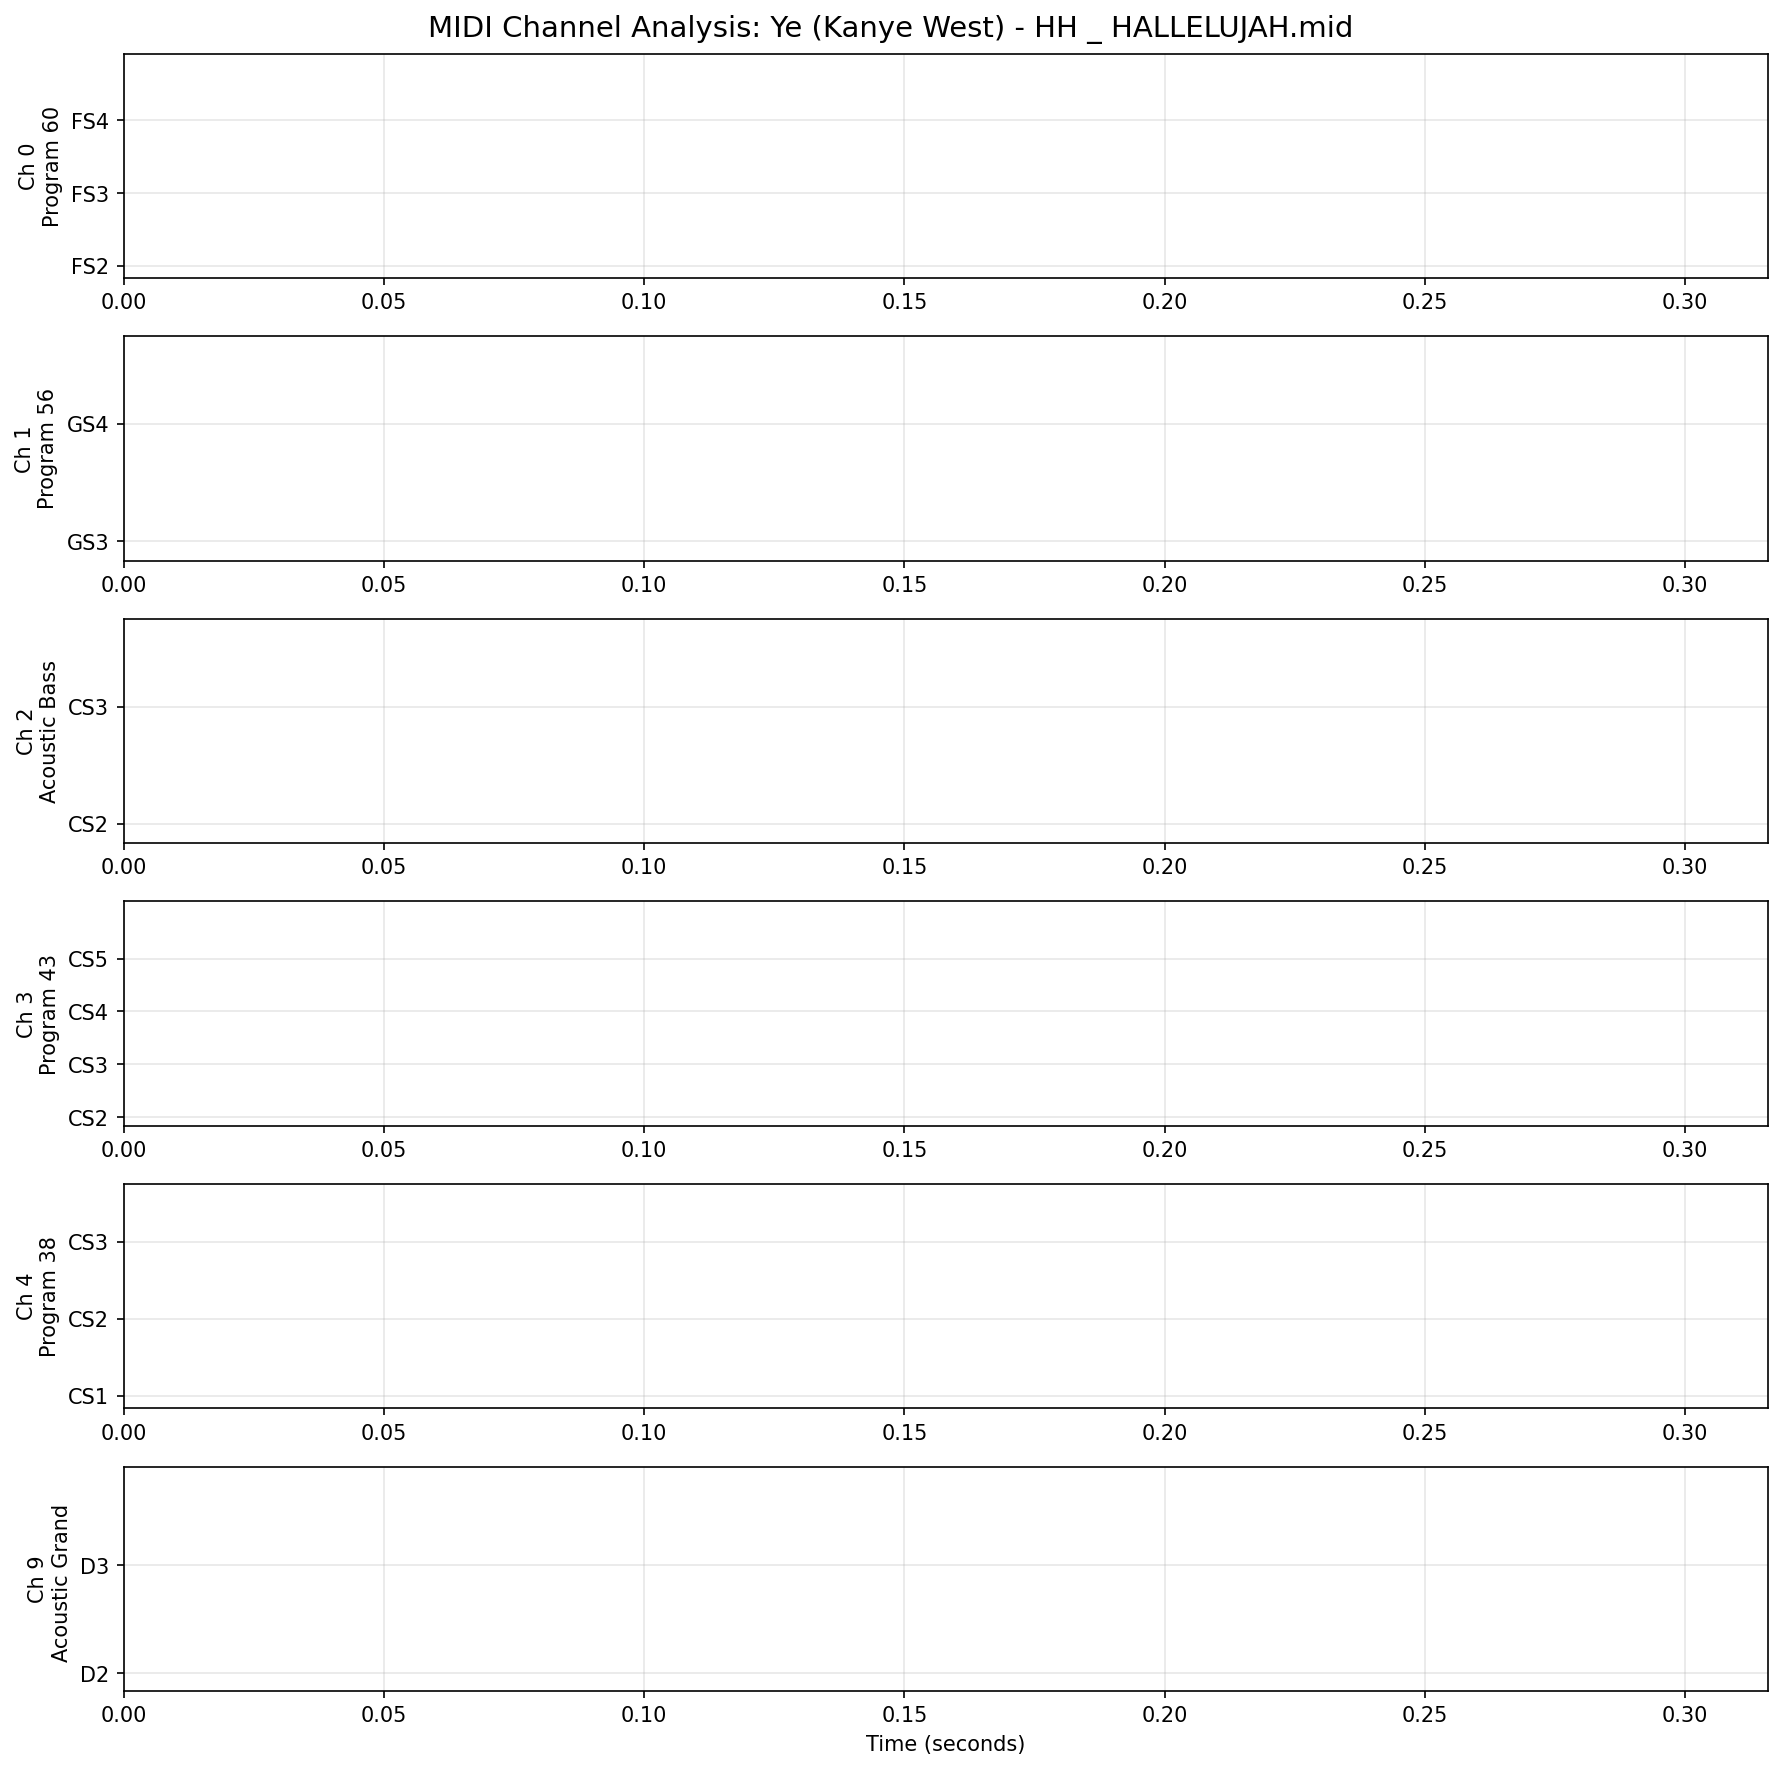 MIDI Channel Analysis: Ye (Kanye West) - HH _ HALLELUJAH.mid
Ch 0
Program 60
FS4
FS3
FS2
0.00 0.05 0.10 0.15 0.20 0.25 0.30
Ch 1
Program 56
GS4
GS3
0.00 0.05 0.10 0.15 0.20 0.25 0.30
Ch 2
Acoustic Bass
CS3
CS2
0.00 0.05 0.10 0.15 0.20 0.25 0.30
Ch 3
Program 43
CS5
CS4
CS3
CS2
0.00 0.05 0.10 0.15 0.20 0.25 0.30
Ch 4
Program 38
CS3
CS2
CS1
0.00 0.05 0.10 0.15 0.20 0.25 0.30
Ch 9
Acoustic Grand
D3
D2
0.00 0.05 0.10 0.15 0.20 0.25 0.30
Time (seconds)